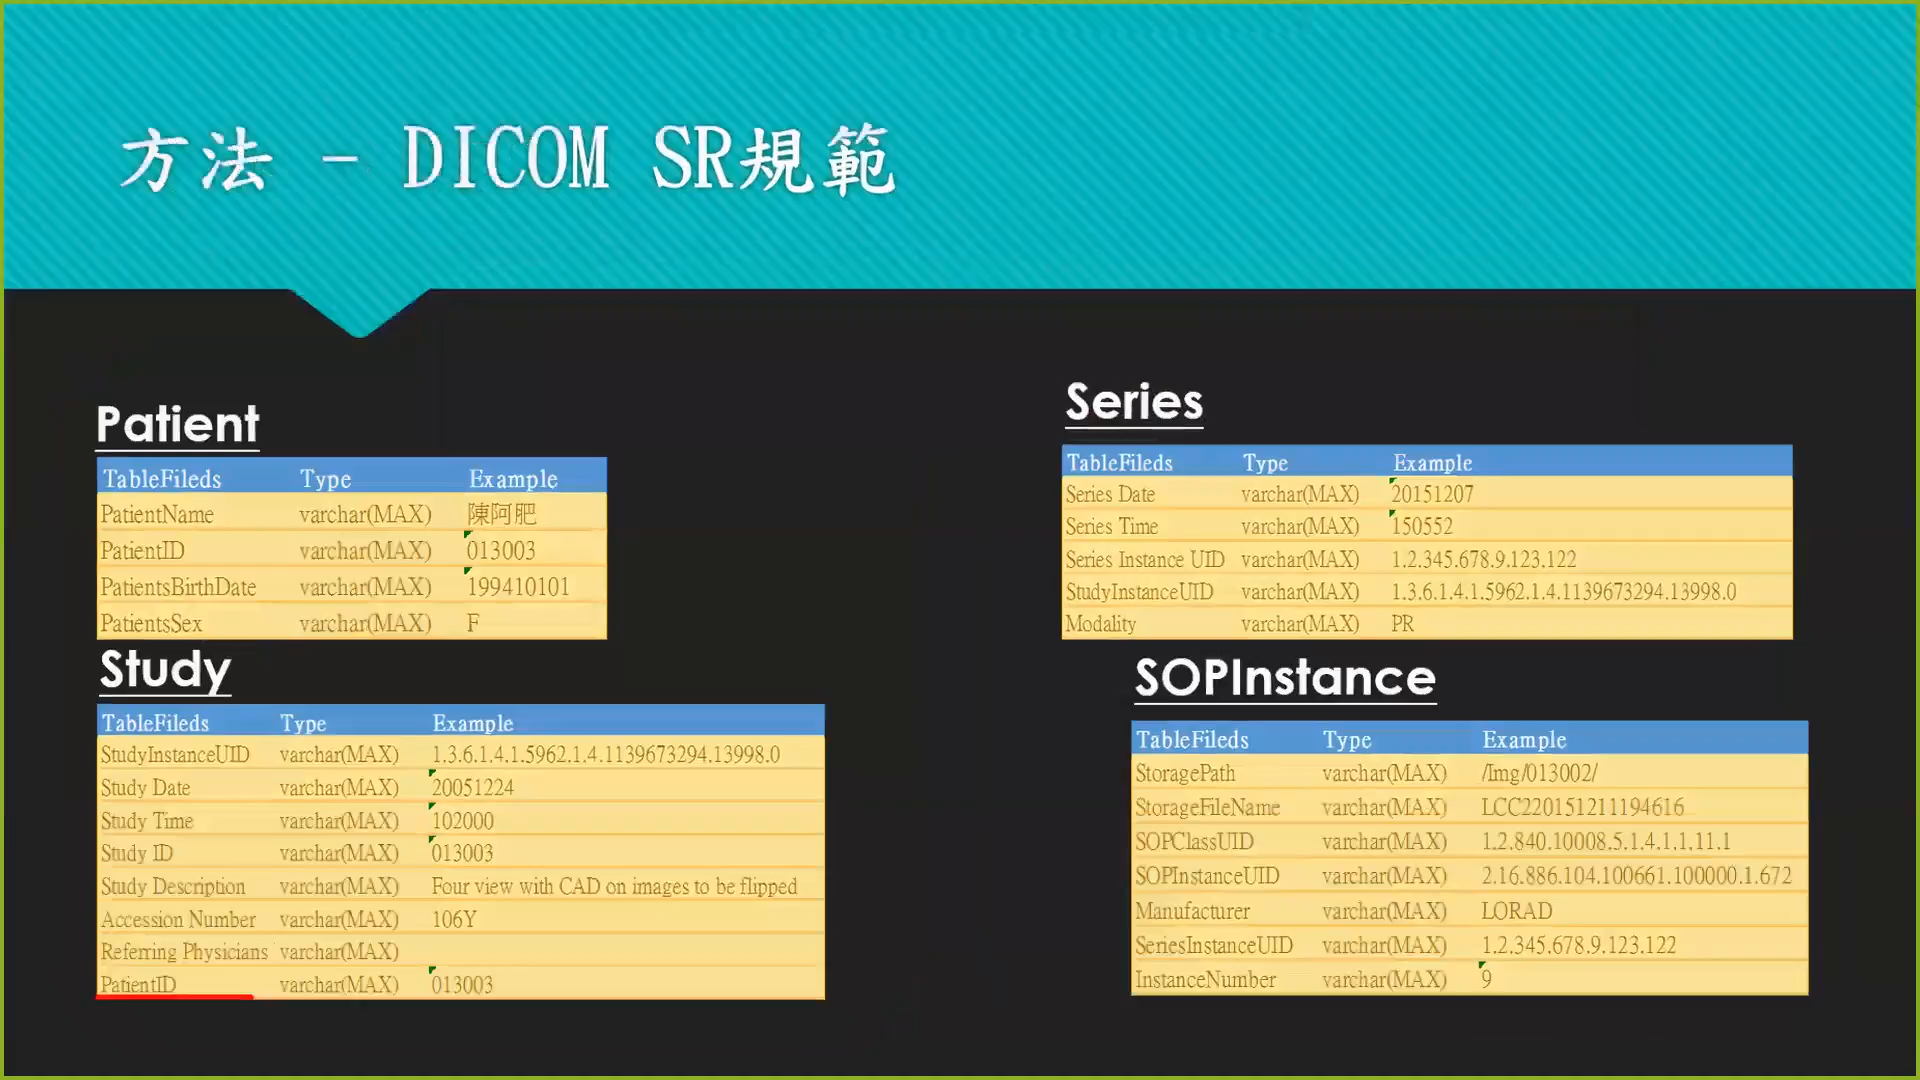 方法 - DICOM SR規範
Patient
TableFileds Type Example
PatientName varchar(MAX) 陳阿肥
PatientID varchar(MAX) 013003
PatientsBirthDate varchar(MAX) 199410101
PatientsSex varchar(MAX) F
Study
TableFileds Type Example
StudyInstanceUID varchar(MAX) 1.3.6.1.4.1.5962.1.4.1139673294.13998.0
Study Date varchar(MAX) 20051224
Study Time varchar(MAX) 102000
Study ID varchar(MAX) 013003
Study Description varchar(MAX) Four view with CAD on images to be flipped
Accession Number varchar(MAX) 106Y
Referring Physicians varchar(MAX)
PatientID varchar(MAX) 013003
Series
TableFileds Type Example
Series Date varchar(MAX) 20151207
Series Time varchar(MAX) 150552
Series Instance UID varchar(MAX) 1.2.345.678.9.123.122
StudyInstanceUID varchar(MAX) 1.3.6.1.4.1.5962.1.4.1139673294.13998.0
Modality varchar(MAX) PR
SOPInstance
TableFileds Type Example
StoragePath varchar(MAX) /Img/013002/
StorageFileName varchar(MAX) LCC220151211194616
SOPClassUID varchar(MAX) 1.2.840.10008.5.1.4.1.1.11.1
SOPInstanceUID varchar(MAX) 2.16.886.104.100661.100000.1.672
Manufacturer varchar(MAX) LORAD
SeriesInstanceUID varchar(MAX) 1.2.345.678.9.123.122
InstanceNumber varchar(MAX) 9